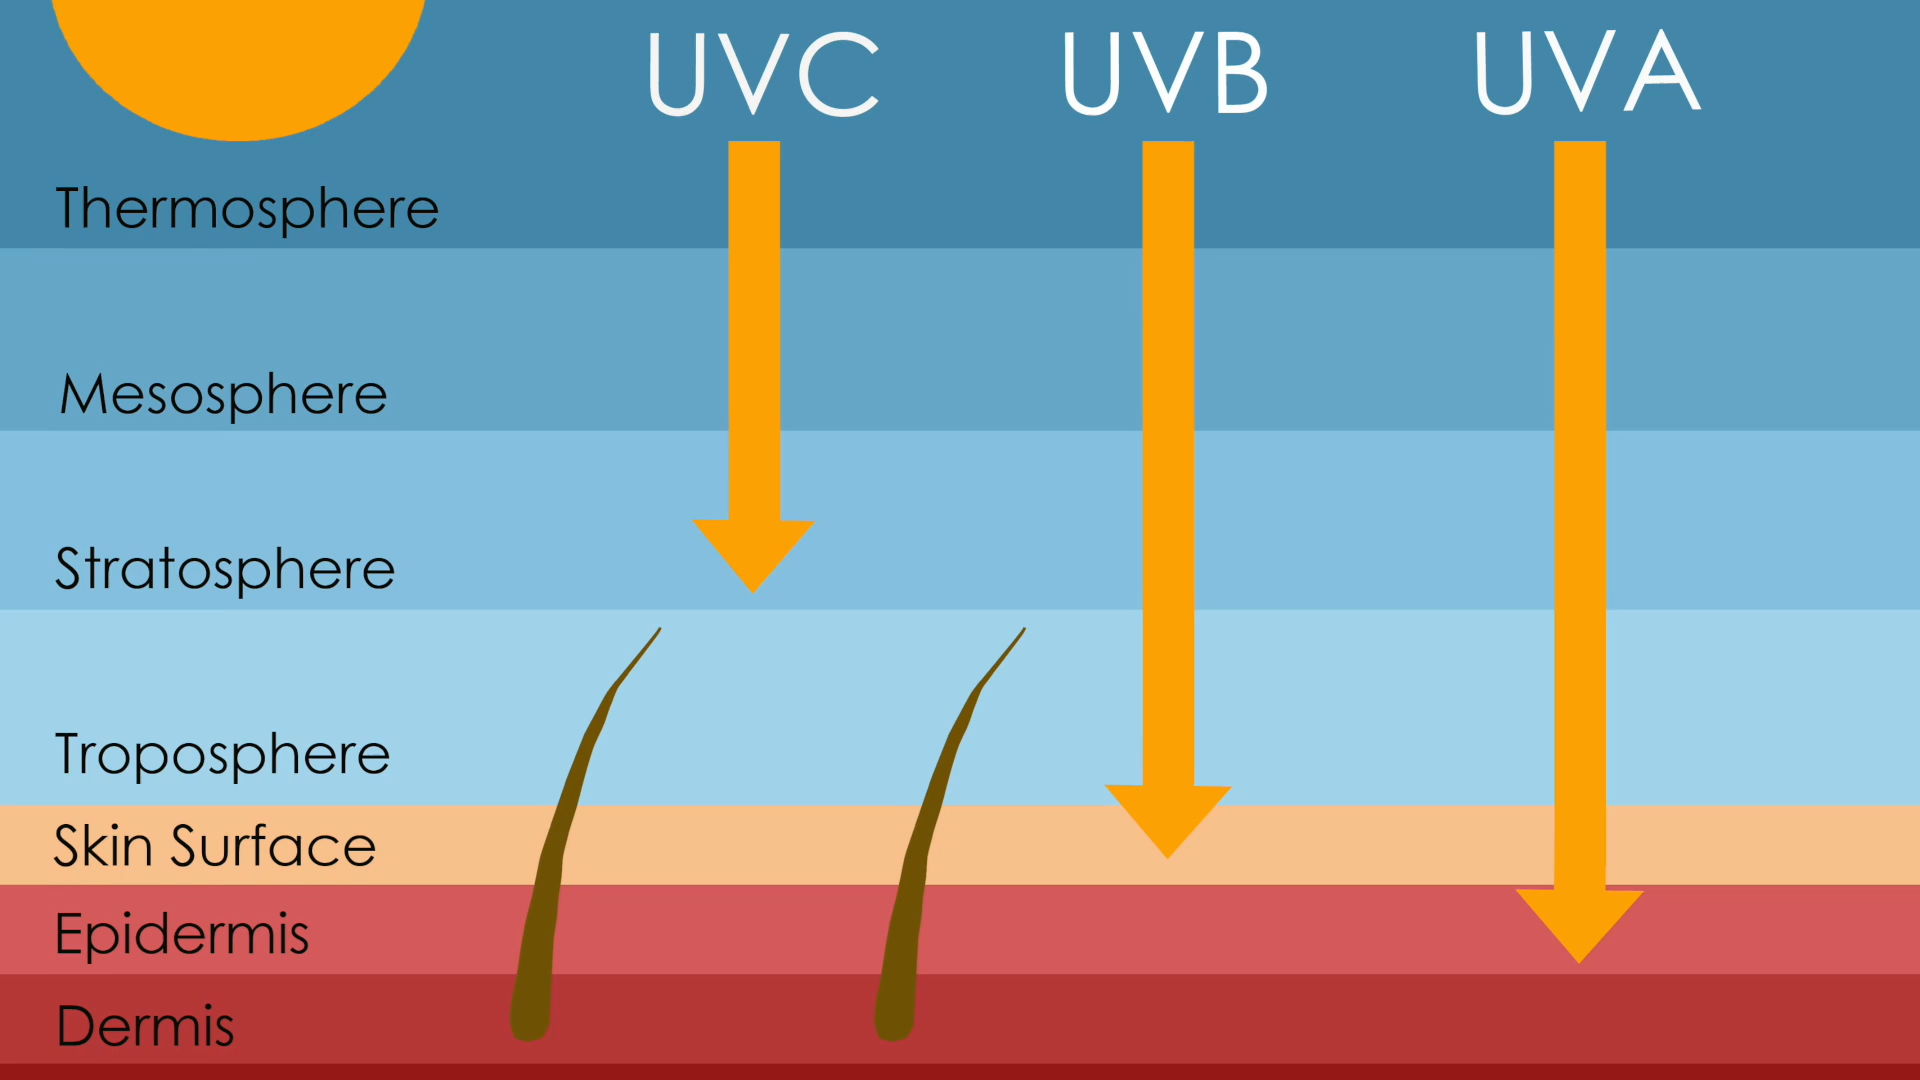 UVC UVB UVA
Thermosphere
Mesosphere
Stratosphere
Troposphere
Skin Surface
Epidermis
Dermis